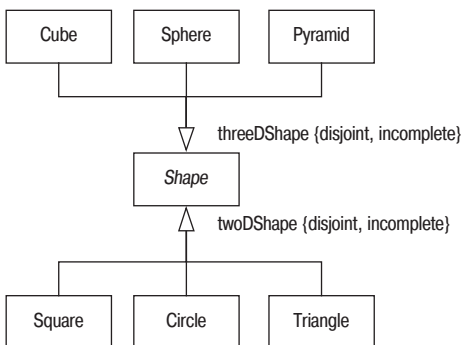 Cube
Sphere
Pyramid
threeDShape {disjoint, incomplete}
Shape
twoDShape {disjoint, incomplete}
Square
Circle
Triangle